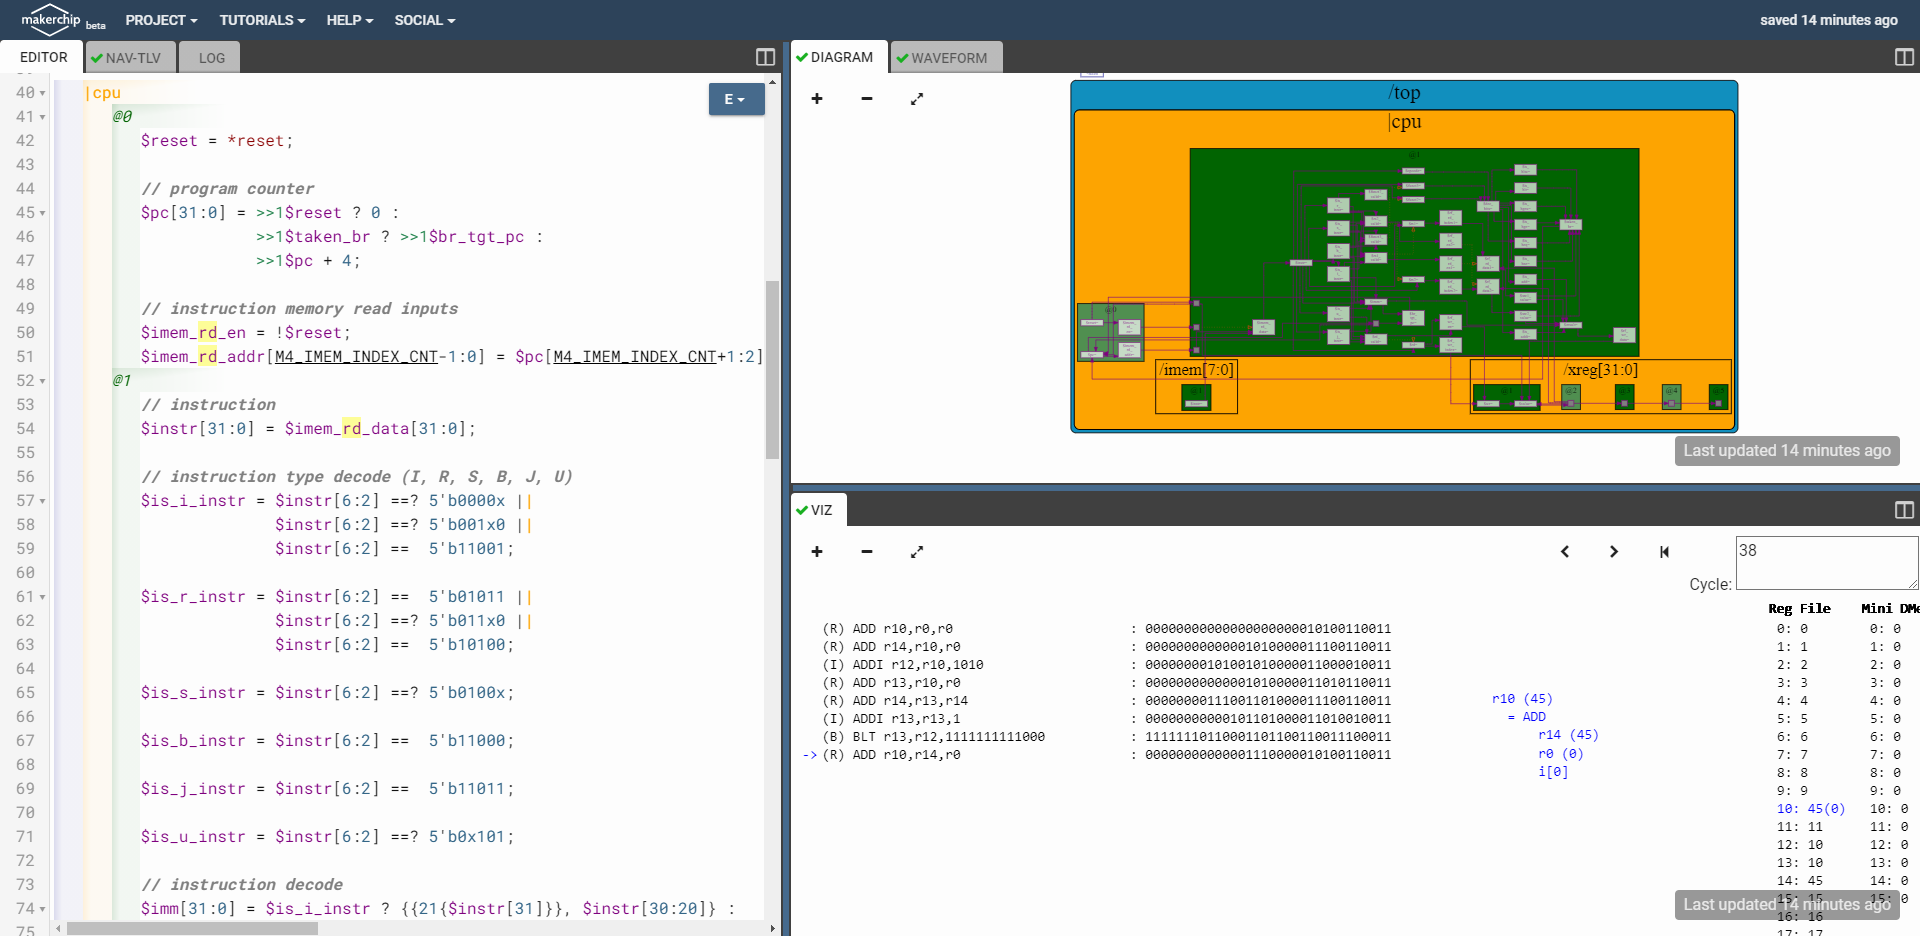 makerchip beta PROJECT TUTORIALS HELP SOCIAL saved 14 minutes ago
EDITOR NAV-TLV LOG
40 |cpu
41 @0
42 $reset = *reset;
43
44 // program counter
45 $pc[31:0] = >>1$reset ? 0 :
46 >>1$taken_br ? >>1$br_tgt_pc :
47 >>1$pc + 4;
48
49 // instruction memory read inputs
50 $imem_rd_en = !$reset;
51 $imem_rd_addr[M4_IMEM_INDEX_CNT-1:0] = $pc[M4_IMEM_INDEX_CNT+1:2]
52 @1
53 // instruction
54 $instr[31:0] = $imem_rd_data[31:0];
55
56 // instruction type decode (I, R, S, B, J, U)
57 $is_i_instr = $instr[6:2] ==? 5'b0000x ||
58 $instr[6:2] ==? 5'b001x0 ||
59 $instr[6:2] == 5'b11001;
60
61 $is_r_instr = $instr[6:2] == 5'b01011 ||
62 $instr[6:2] ==? 5'b011x0 ||
63 $instr[6:2] == 5'b10100;
64
65 $is_s_instr = $instr[6:2] ==? 5'b0100x;
66
67 $is_b_instr = $instr[6:2] == 5'b11000;
68
69 $is_j_instr = $instr[6:2] == 5'b11011;
70
71 $is_u_instr = $instr[6:2] ==? 5'b0x101;
72
73 // instruction decode
74 $imm[31:0] = $is_i_instr ? {{21{$instr[31]}}, $instr[30:20]} :
75
E
DIAGRAM WAVEFORM
/top
|cpu
/imem[7:0] /xreg[31:0]
Last updated 14 minutes ago
VIZ
38
Cycle:
(R) ADD r10,r0,r0 : 00000000000000000000010100110011
(R) ADD r14,r10,r0 : 00000000000001010000011100110011
(I) ADDI r12,r10,1010 : 00000000101001010000011000010011
(R) ADD r13,r10,r0 : 00000000000001010000011010110011
(R) ADD r14,r13,r14 : 00000000111001101000011100110011
(I) ADDI r13,r13,1 : 00000000000101101000011010010011
(B) BLT r13,r12,1111111111000 : 11111110110001101100110011100011
-> (R) ADD r10,r14,r0 : 00000000000001110000010100110011
r10 (45)
= ADD
r14 (45)
r0 (0)
i[0]
Reg File Mini DMe
0: 0 0: 0
1: 1 1: 0
2: 2 2: 0
3: 3 3: 0
4: 4 4: 0
5: 5 5: 0
6: 6 6: 0
7: 7 7: 0
8: 8 8: 0
9: 9 9: 0
10: 45(0) 10: 0
11: 11 11: 0
12: 10 12: 0
13: 10 13: 0
14: 45 14: 0
15: 15 15: 0
16: 16
17: 17
Last updated 14 minutes ago